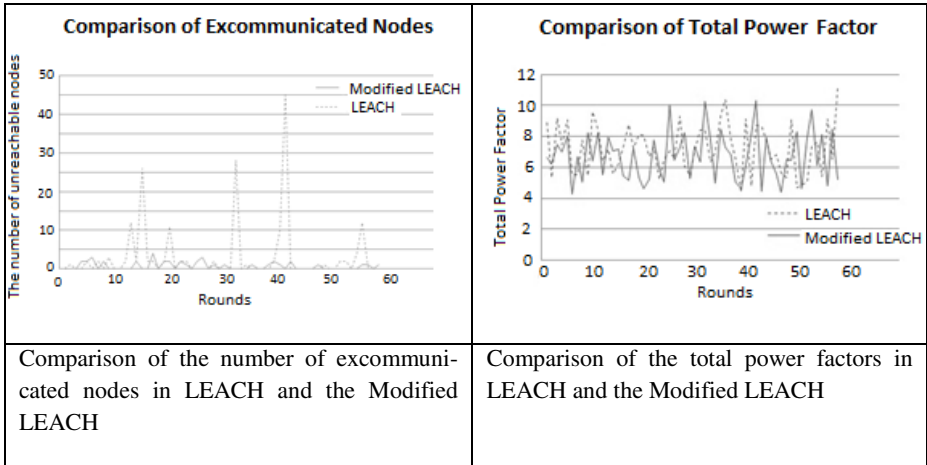 Comparison of Excommunicated Nodes
The number of unreachable nodes
50
40
30
20
10
0
Modified LEACH
LEACH
0 10 20 30 40 50 60
Rounds
Comparison of Total Power Factor
Total Power Factor
12
10
8
6
4
2
0
LEACH
Modified LEACH
0 10 20 30 40 50 60
Rounds
Comparison of the number of excommuni-
cated nodes in LEACH and the Modified
LEACH
Comparison of the total power factors in
LEACH and the Modified LEACH